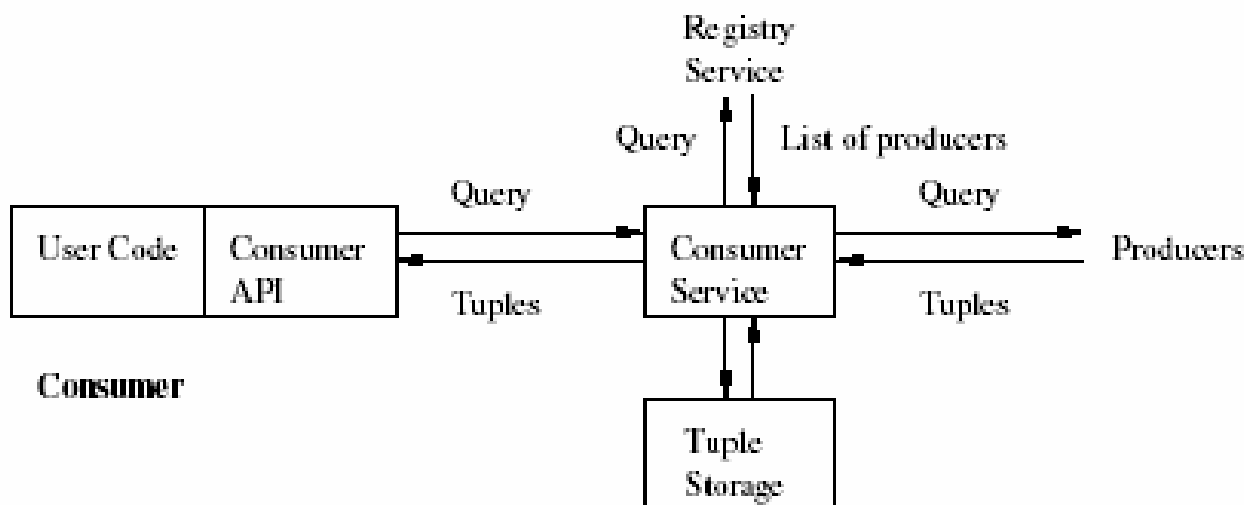 Registry
Service
Query
List of producers
Query
Query
User Code
Consumer
API
Consumer
Service
Producers
Tuples
Tuples
Consumer
Tuple
Storage